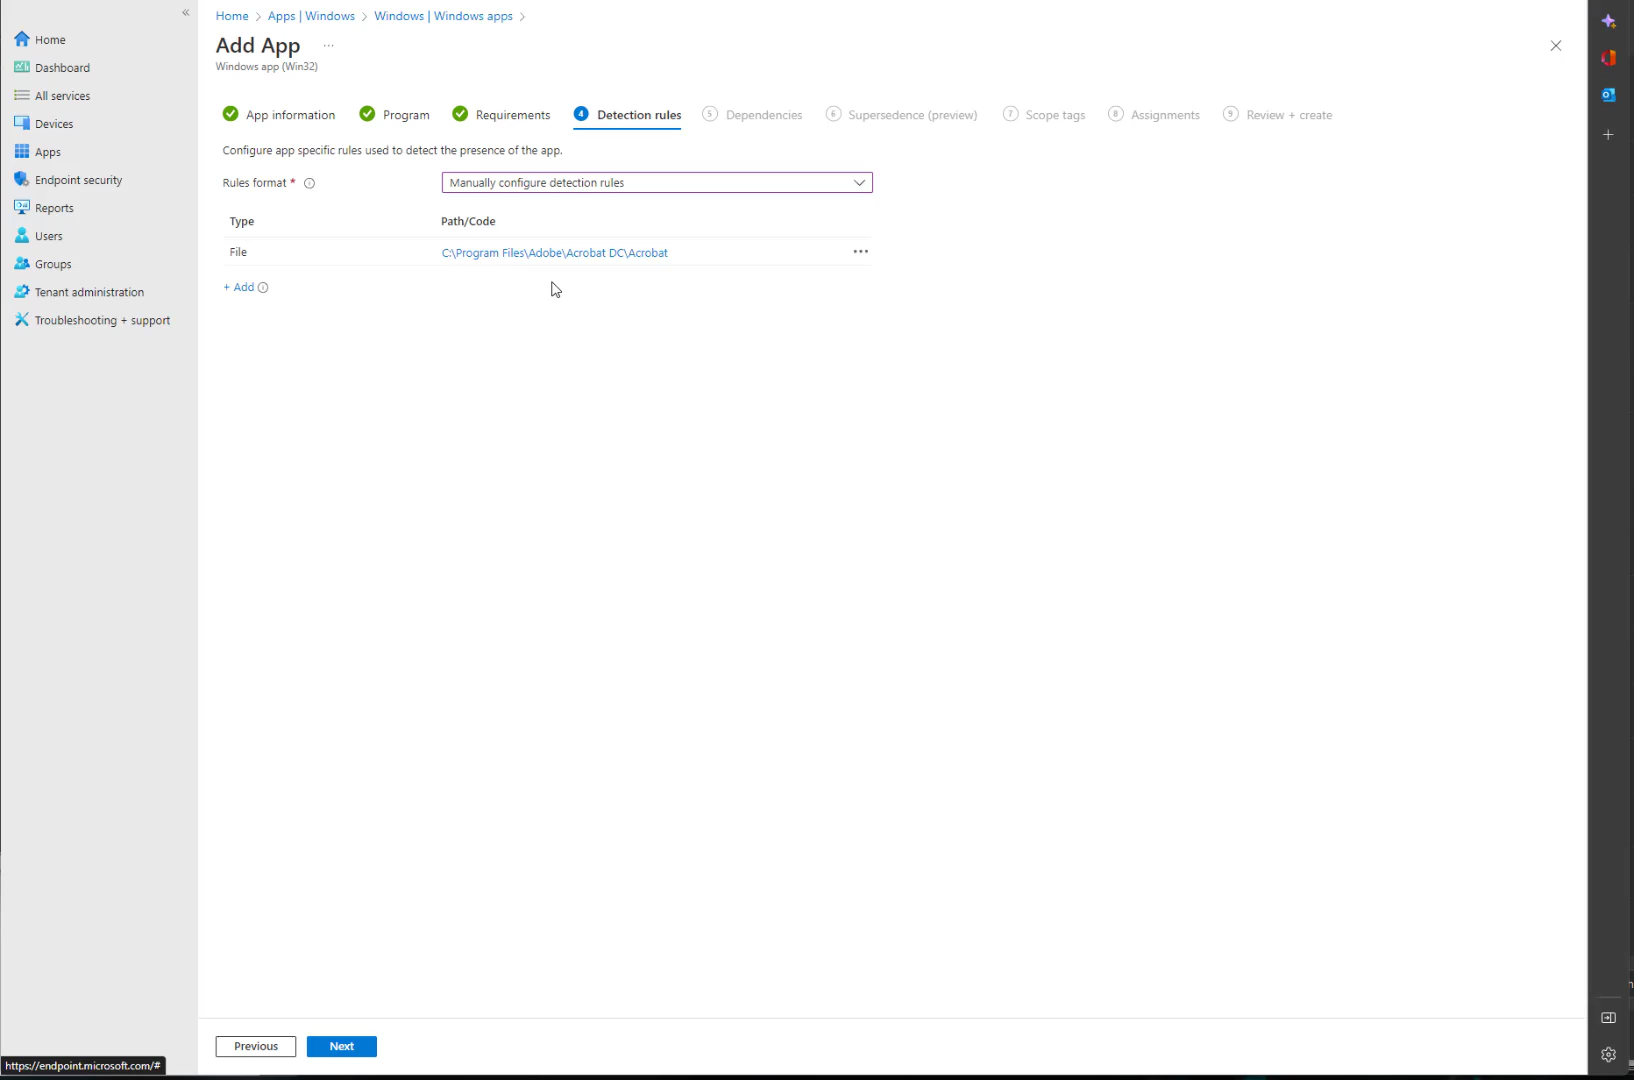 Home > Apps | Windows > Windows | Windows apps >
Add App ...
Windows app (Win32)
Home
Dashboard
All services
Devices
Apps
Endpoint security
Reports
Users
Groups
Tenant administration
Troubleshooting + support
App information Program Requirements 4 Detection rules 5 Dependencies 6 Supersedence (preview) 7 Scope tags 8 Assignments 9 Review + create
Configure app specific rules used to detect the presence of the app.
Rules format * Manually configure detection rules
Type Path/Code
File C:\Program Files\Adobe\Acrobat DC\Acrobat ...
+ Add
Previous Next
https://endpoint.microsoft.com/#